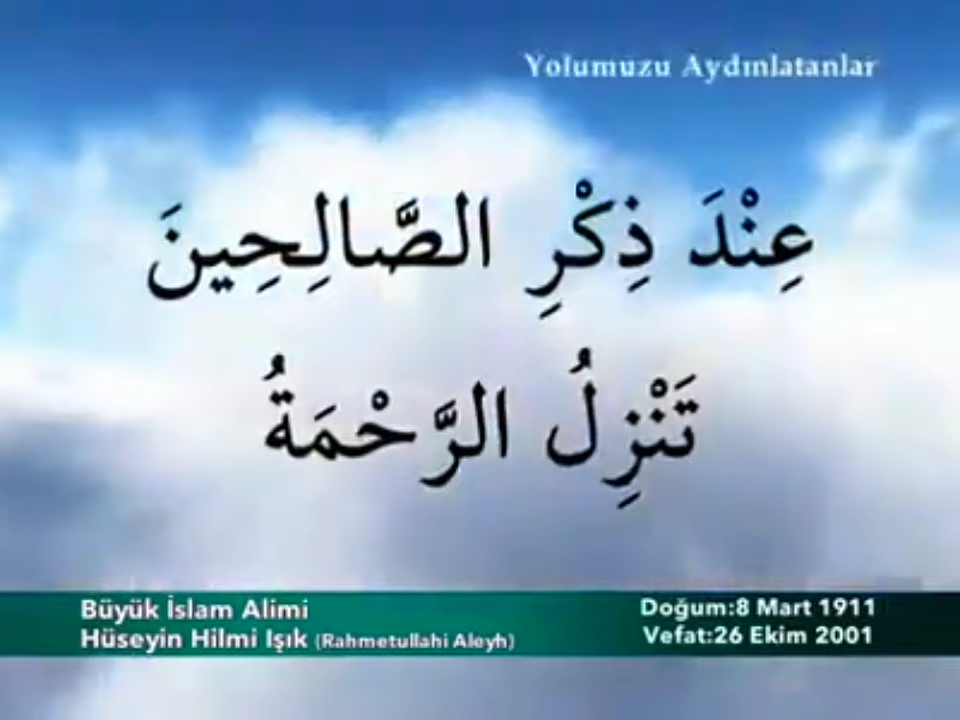 Yolumuzu Aydınlatanlar
عِنْدَ ذِكْرِ الصَّالِحِينَ
تَنْزِلُ الرَّحْمَةُ
Büyük İslam Alimi
Hüseyin Hilmi Işık (Rahmetullahi Aleyh)
Doğum:8 Mart 1911
Vefat:26 Ekim 2001